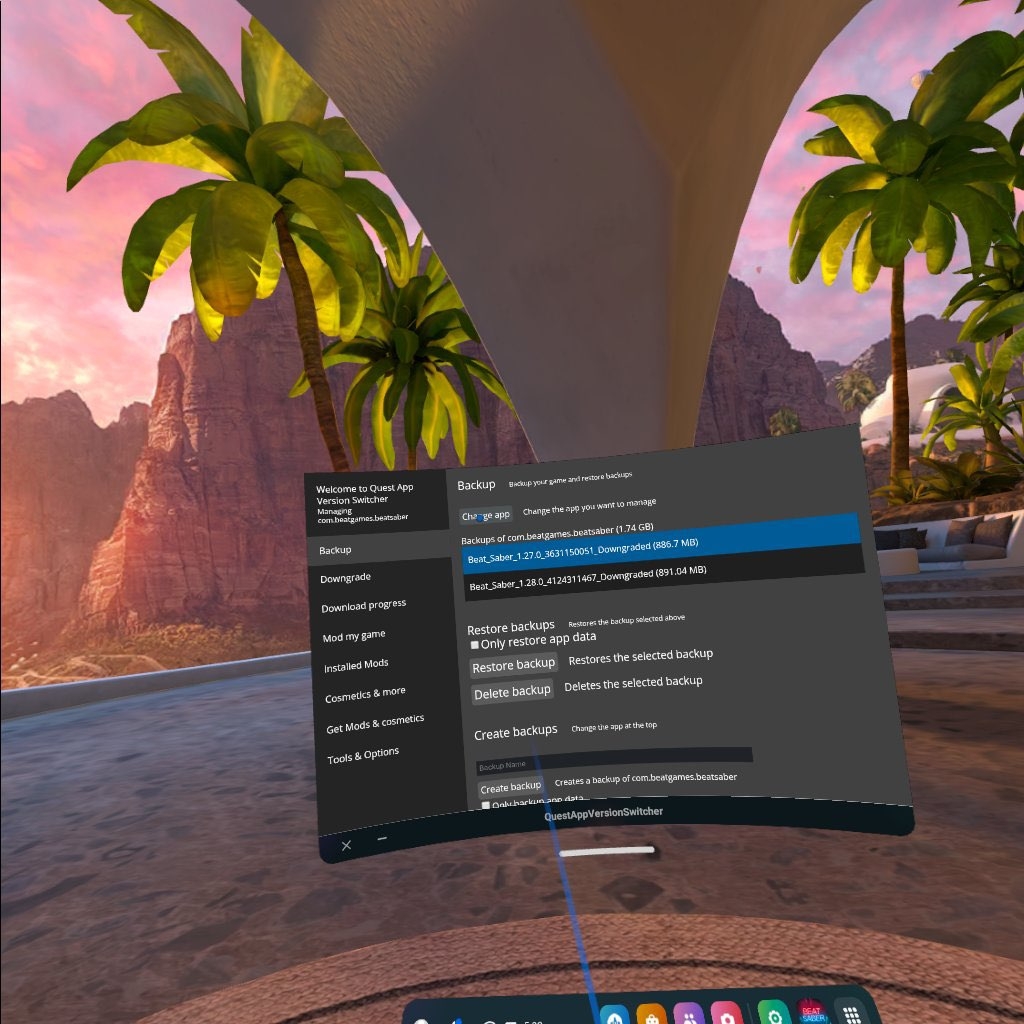 Welcome to Quest App
Version Switcher
Managing
com.beatgames.beatsaber
Backup
Downgrade
Download progress
Mod my game
Installed Mods
Cosmetics & more
Get Mods & cosmetics
Tools & Options
Backup Backup your game and restore backups
Change app Change the app you want to manage
Backups of com.beatgames.beatsaber (1.74 GB)
Beat_Saber_1.27.0_3631150051_Downgraded (886.7 MB)
Beat_Saber_1.28.0_4124311467_Downgraded (891.04 MB)
Restore backups Restores the backup selected above
Only restore app data
Restore backup Restores the selected backup
Delete backup Deletes the selected backup
Create backups Change the app at the top
Backup Name
Create backup Creates a backup of com.beatgames.beatsaber
Only backup app data
QuestAppVersionSwitcher
BEAT
SABER